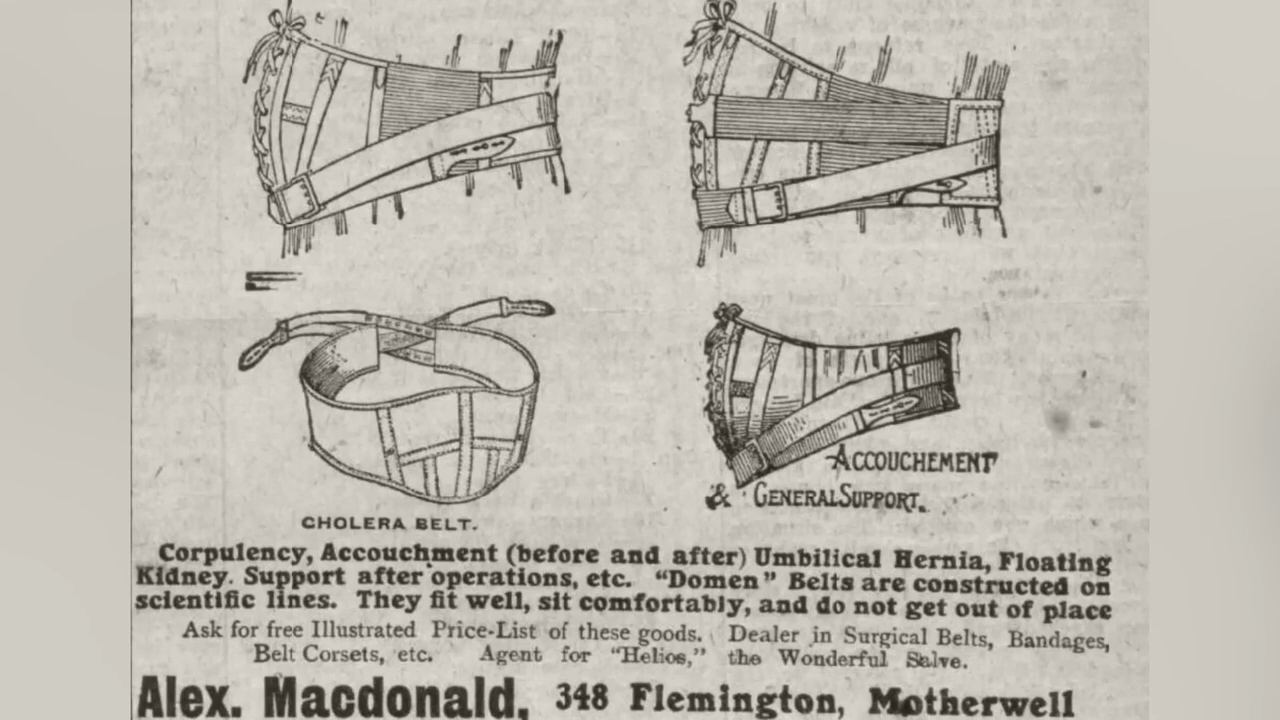 CHOLERA BELT.
ACCOUCHEMENT
& GENERAL SUPPORT.
Corpulency, Accouchment (before and after) Umbilical Hernia, Floating
Kidney. Support after operations, etc. "Domen" Belts are constructed on
scientific lines. They fit well, sit comfortably, and do not get out of place
Ask for free Illustrated Price-List of these goods. Dealer in Surgical Belts, Bandages,
Belt Corsets, etc. Agent for "Helios," the Wonderful Salve.
Alex. Macdonald, 348 Flemington, Motherwell